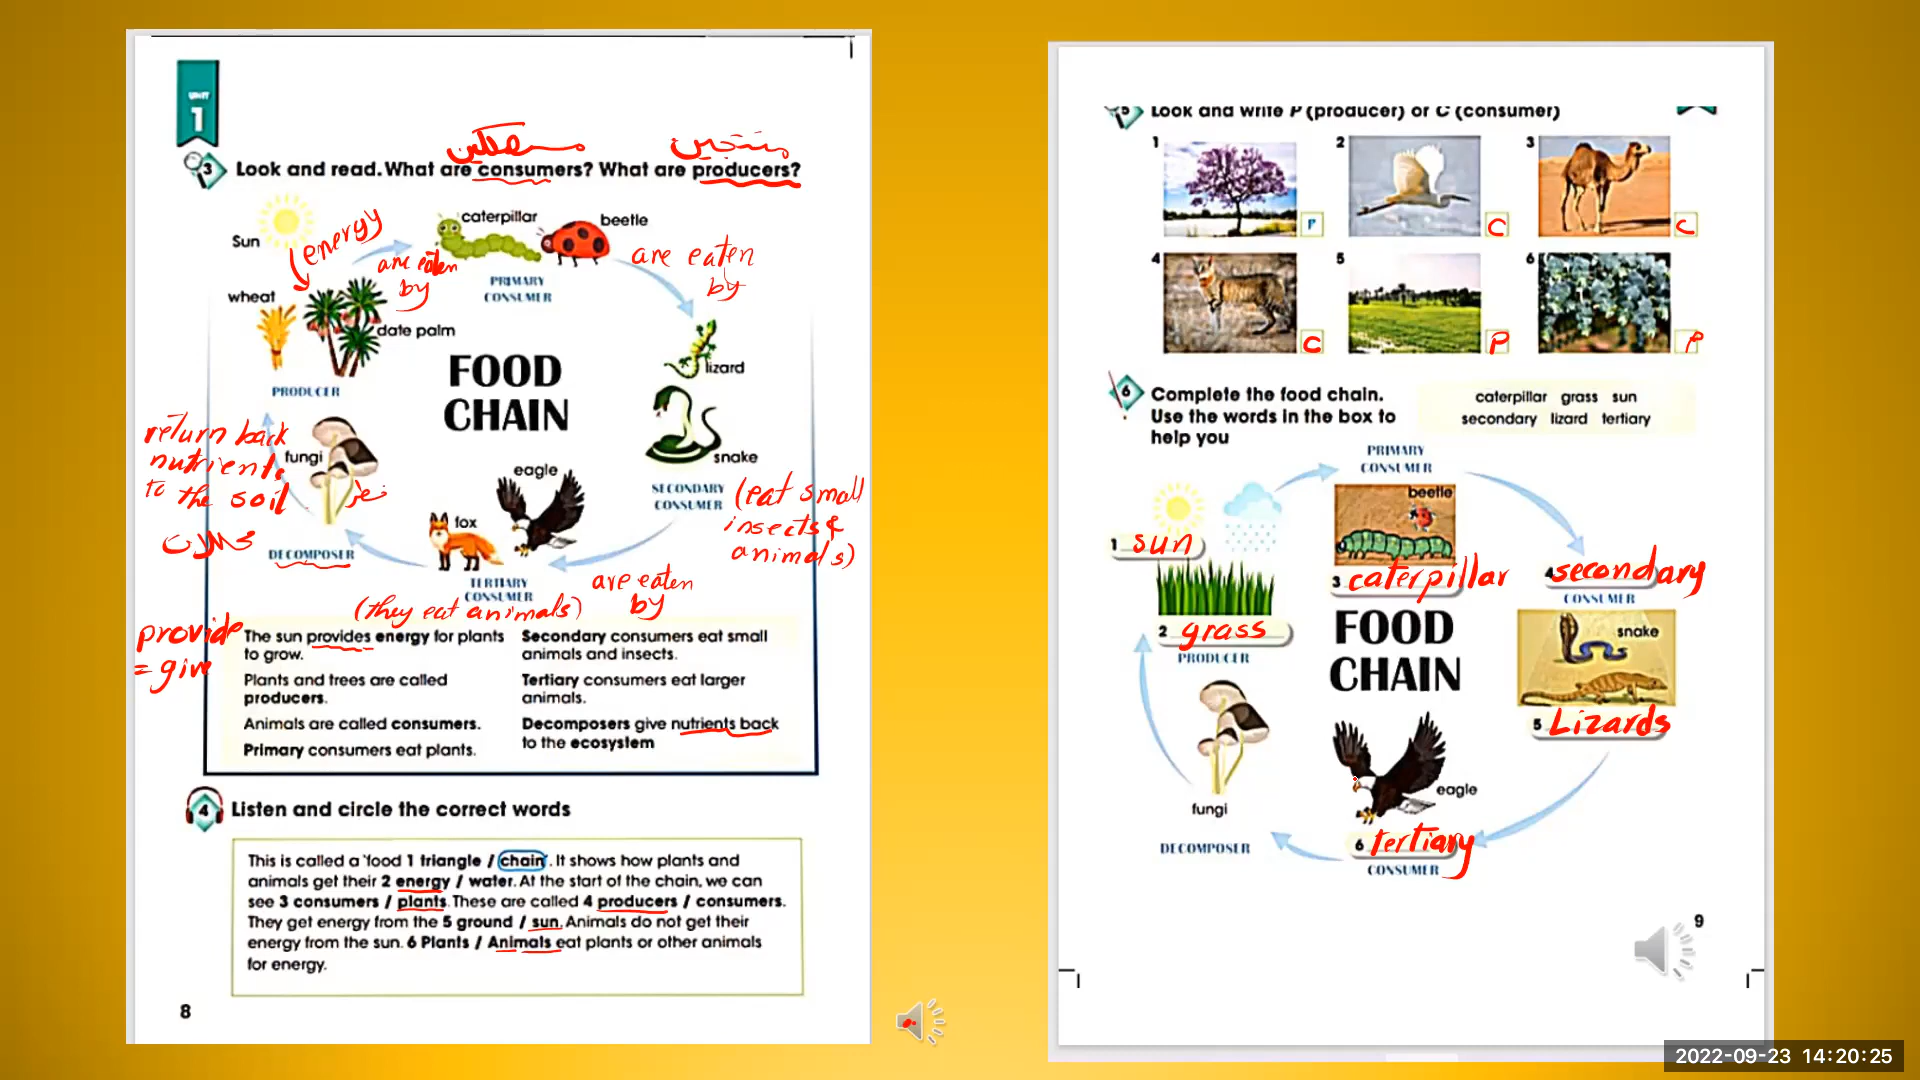 UNIT
1
مستهلكين
منتجين
3 Look and read. What are consumers? What are producers?
Sun
energy
caterpillar
beetle
are eaten
by
are eaten
by
PRIMARY
CONSUMER
wheat
date palm
PRODUCER
FOOD
CHAIN
lizard
snake
SECONDARY
CONSUMER
(eat small
insects &
animals)
return back
nutrients
to the soil
fungi
eagle
fox
محللات
DECOMPOSER
TERTIARY
CONSUMER
(they eat animals)
are eaten
by
provide
= give
The sun provides energy for plants
to grow.
Plants and trees are called
producers.
Animals are called consumers.
Primary consumers eat plants.
Secondary consumers eat small
animals and insects.
Tertiary consumers eat larger
animals.
Decomposers give nutrients back
to the ecosystem
4 Listen and circle the correct words
This is called a 'food 1 triangle / chain'. It shows how plants and
animals get their 2 energy / water. At the start of the chain, we can
see 3 consumers / plants. These are called 4 producers / consumers.
They get energy from the 5 ground / sun. Animals do not get their
energy from the sun. 6 Plants / Animals eat plants or other animals
for energy.
8
5 Look and write P (producer) or C (consumer)
1
P
2
C
3
C
4
C
5
P
6
P
6 Complete the food chain.
Use the words in the box to
help you
caterpillar grass sun
secondary lizard tertiary
PRIMARY
CONSUMER
beetle
1 sun
3 caterpillar
4 secondary
CONSUMER
2 grass
PRODUCER
FOOD
CHAIN
snake
5 Lizards
fungi
DECOMPOSER
eagle
6 tertiary
CONSUMER
9
2022-09-23 14:20:25